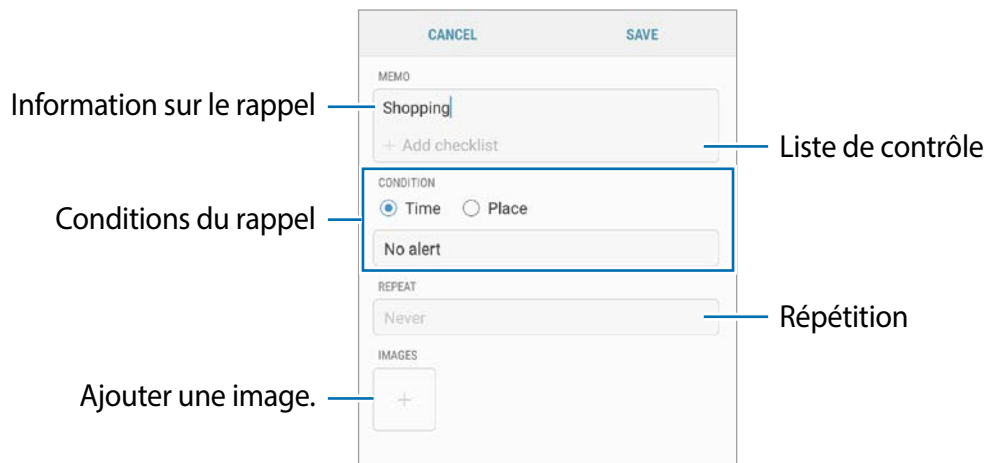 CANCEL SAVE
MEMO
Information sur le rappel
Shopping
+ Add checklist
Liste de contrôle
CONDITION
Time Place
Conditions du rappel
No alert
REPEAT
Never
Répétition
IMAGES
Ajouter une image.
+